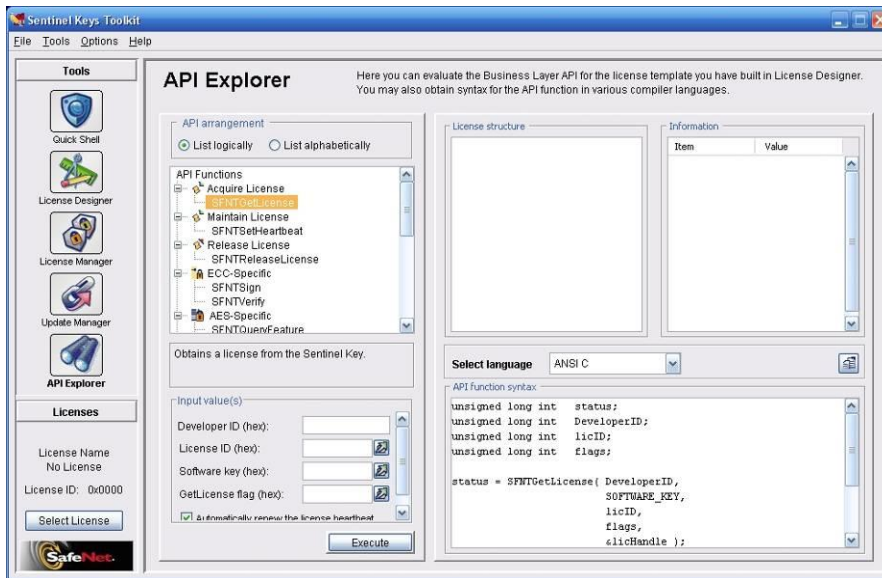 Sentinel Keys Toolkit
File Tools Options Help
Tools
Quick Shell
License Designer
License Manager
Update Manager
API Explorer
Licenses
License Name
No License
License ID: 0x0000
Select License
SafeNet.
API Explorer
Here you can evaluate the Business Layer API for the license template you have built in License Designer.
You may also obtain syntax for the API function in various compiler languages.
API arrangement
List logically List alphabetically
API Functions
Acquire License
SFNTGetLicense
Maintain License
SFNTSetHeartbeat
Release License
SFNTReleaseLicense
ECC-Specific
SFNTSign
SFNTVerify
AES-Specific
SFNTQueryFeature
Obtains a license from the Sentinel Key.
Input value(s)
Developer ID (hex):
License ID (hex):
Software key (hex):
GetLicense flag (hex):
Automatically renew the license heartbeat
Execute
License structure
Information
Item Value
Select language ANSI C
API function syntax
unsigned long int status;
unsigned long int DeveloperID;
unsigned long int licID;
unsigned long int flags;
status = SFNTGetLicense( DeveloperID,
SOFTWARE_KEY,
licID,
flags,
&licHandle );